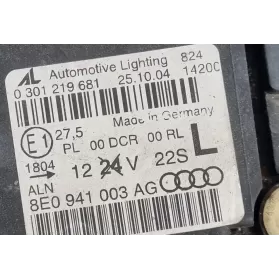 AL Automotive Lighting 824
0 301 219 681 25.10.04 1420C
Made in Germany
E1 27,5
PL 00 DCR 00 RL
1804 12 24 V 22S L
ALN
8E0 941 003 AG